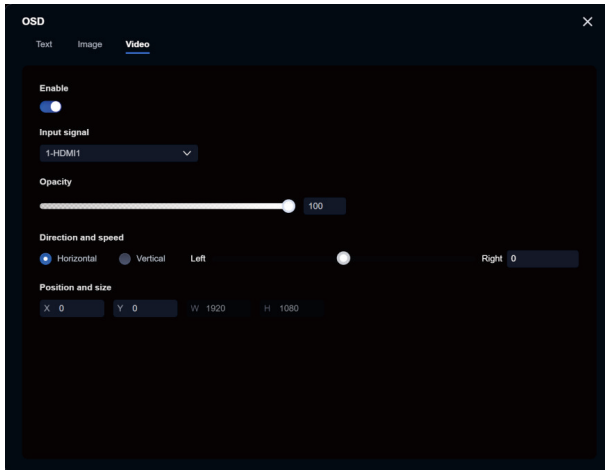 OSD
Text Image Video
Enable
Input signal
1-HDMI1
Opacity
100
Direction and speed
Horizontal Vertical Left Right 0
Position and size
X 0 Y 0 W 1920 H 1080